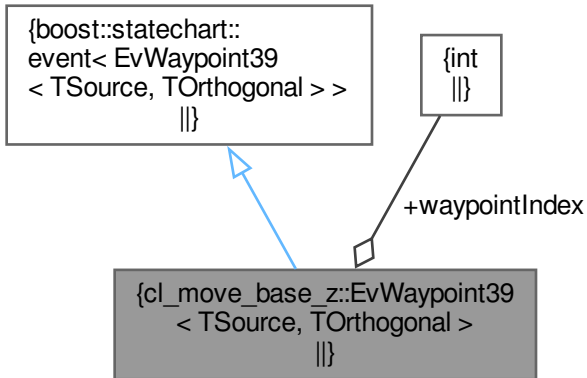 {boost::statechart::
event< EvWaypoint39
< TSource, TOrthogonal > >
||}
{int
||}
+waypointIndex
{cl_move_base_z::EvWaypoint39
< TSource, TOrthogonal >
||}